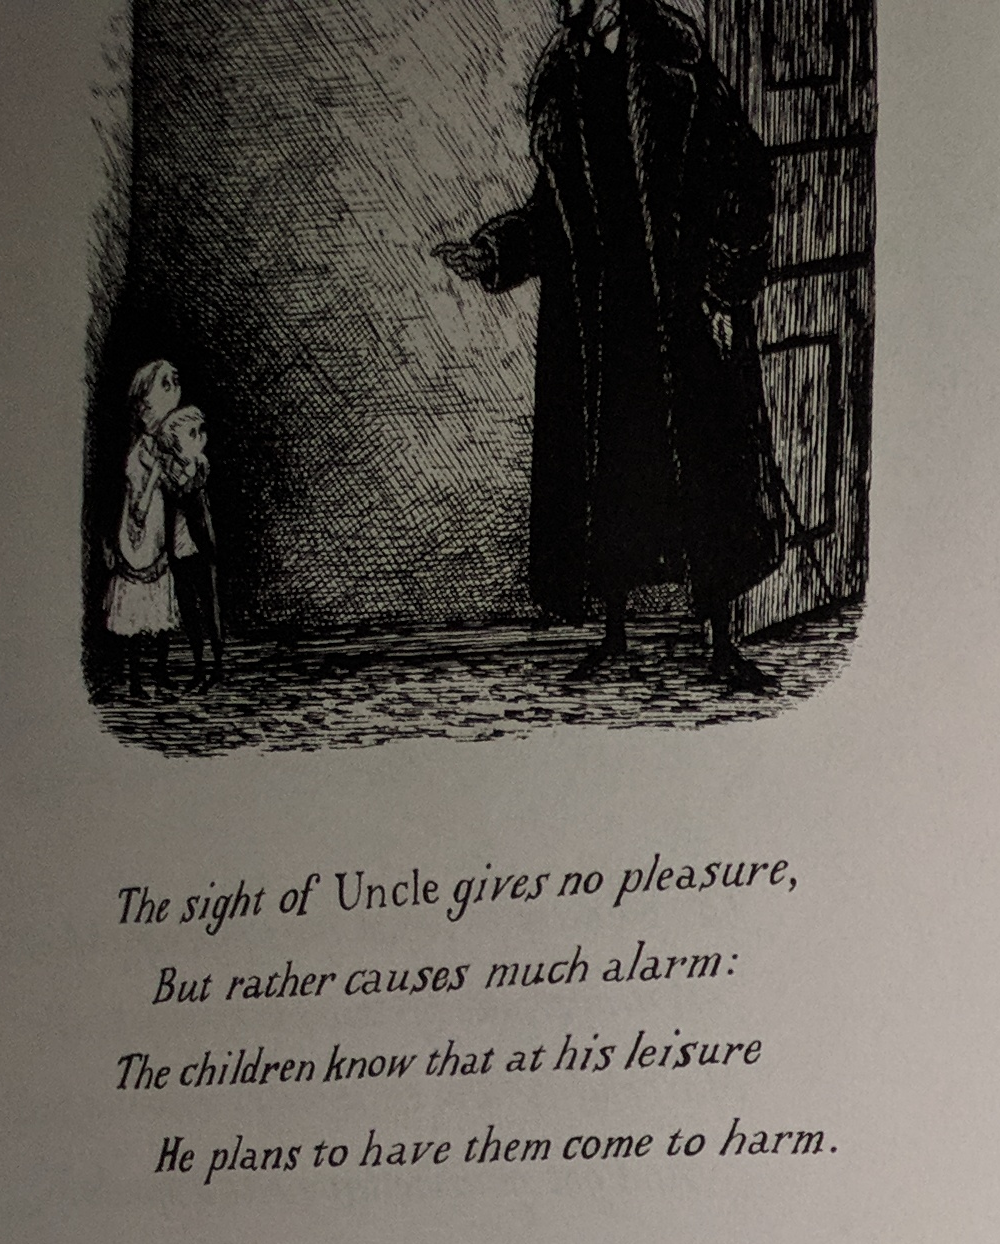 The sight of Uncle gives no pleasure,
But rather causes much alarm:
The children know that at his leisure
He plans to have them come to harm.